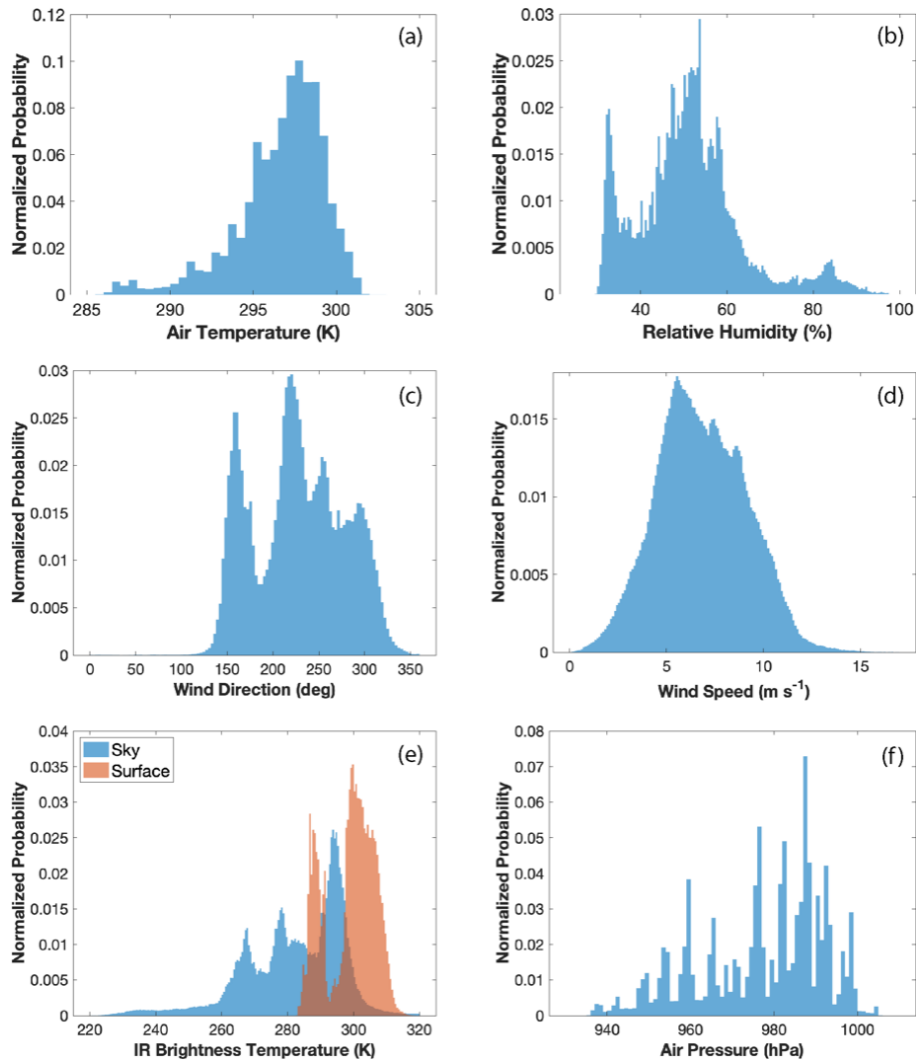 (a)
0.12
0.1
0.08
0.06
0.04
0.02
0
285 290 295 300 305
Air Temperature (K)
Normalized Probability
(b)
0.03
0.025
0.02
0.015
0.01
0.005
0
40 60 80 100
Relative Humidity (%)
Normalized Probability
(c)
0.03
0.025
0.02
0.015
0.01
0.005
0
0 50 100 150 200 250 300 350
Wind Direction (deg)
Normalized Probability
(d)
0.015
0.01
0.005
0
0 5 10 15
Wind Speed (m s⁻¹)
Normalized Probability
(e)
Sky
Surface
0.04
0.035
0.03
0.025
0.02
0.015
0.01
0.005
0
220 240 260 280 300 320
IR Brightness Temperature (K)
Normalized Probability
(f)
0.08
0.07
0.06
0.05
0.04
0.03
0.02
0.01
0
940 960 980 1000
Air Pressure (hPa)
Normalized Probability